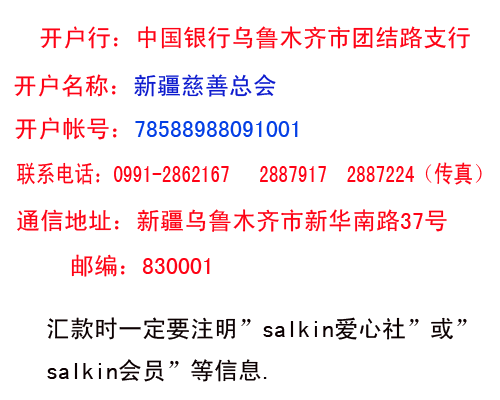 开户行：中国银行乌鲁木齐市团结路支行
开户名称：新疆慈善总会
开户帐号：78588988091001
联系电话：0991-2862167 2887917 2887224（传真）
通信地址：新疆乌鲁木齐市新华南路37号
邮编：830001
汇款时一定要注明”salkin爱心社”或”
salkin会员”等信息.